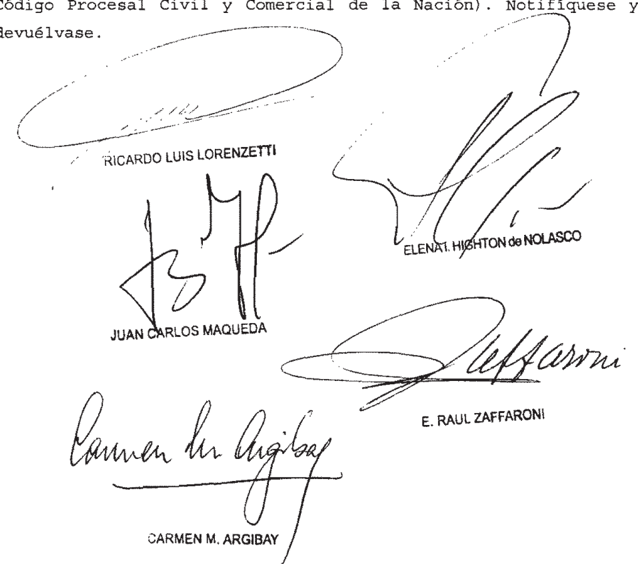 Código Procesal Civil y Comercial de la Nación). Notifíquese y
devuélvase.
RICARDO LUIS LORENZETTI
ELENA I. HIGHTON de NOLASCO
JUAN CARLOS MAQUEDA
Zaffaroni
E. RAUL ZAFFARONI
Carmen M Argibay
CARMEN M. ARGIBAY